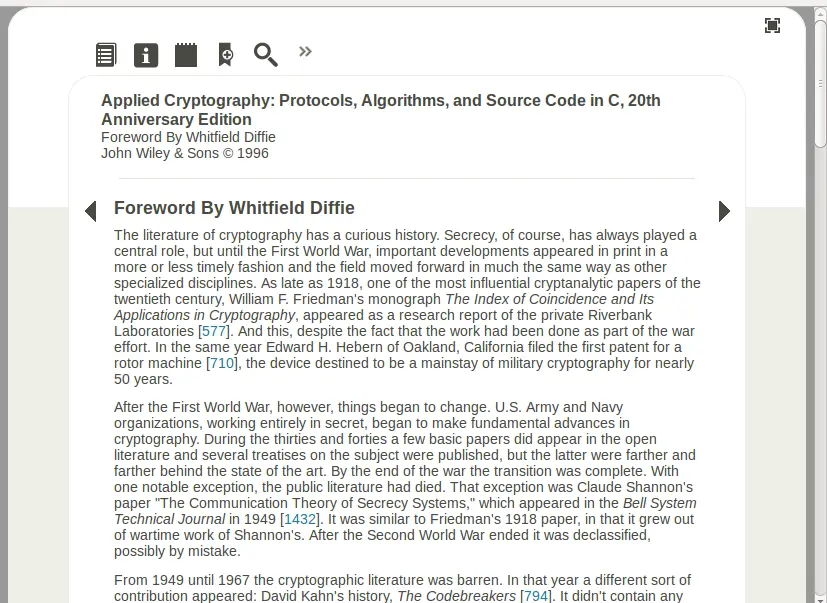 Applied Cryptography: Protocols, Algorithms, and Source Code in C, 20th
Anniversary Edition
Foreword By Whitfield Diffie
John Wiley & Sons © 1996
Foreword By Whitfield Diffie
The literature of cryptography has a curious history. Secrecy, of course, has always played a
central role, but until the First World War, important developments appeared in print in a
more or less timely fashion and the field moved forward in much the same way as other
specialized disciplines. As late as 1918, one of the most influential cryptanalytic papers of the
twentieth century, William F. Friedman's monograph The Index of Coincidence and Its
Applications in Cryptography, appeared as a research report of the private Riverbank
Laboratories [577]. And this, despite the fact that the work had been done as part of the war
effort. In the same year Edward H. Hebern of Oakland, California filed the first patent for a
rotor machine [710], the device destined to be a mainstay of military cryptography for nearly
50 years.
After the First World War, however, things began to change. U.S. Army and Navy
organizations, working entirely in secret, began to make fundamental advances in
cryptography. During the thirties and forties a few basic papers did appear in the open
literature and several treatises on the subject were published, but the latter were farther and
farther behind the state of the art. By the end of the war the transition was complete. With
one notable exception, the public literature had died. That exception was Claude Shannon's
paper "The Communication Theory of Secrecy Systems," which appeared in the Bell System
Technical Journal in 1949 [1432]. It was similar to Friedman's 1918 paper, in that it grew out
of wartime work of Shannon's. After the Second World War ended it was declassified,
possibly by mistake.
From 1949 until 1967 the cryptographic literature was barren. In that year a different sort of
contribution appeared: David Kahn's history, The Codebreakers [794]. It didn't contain any